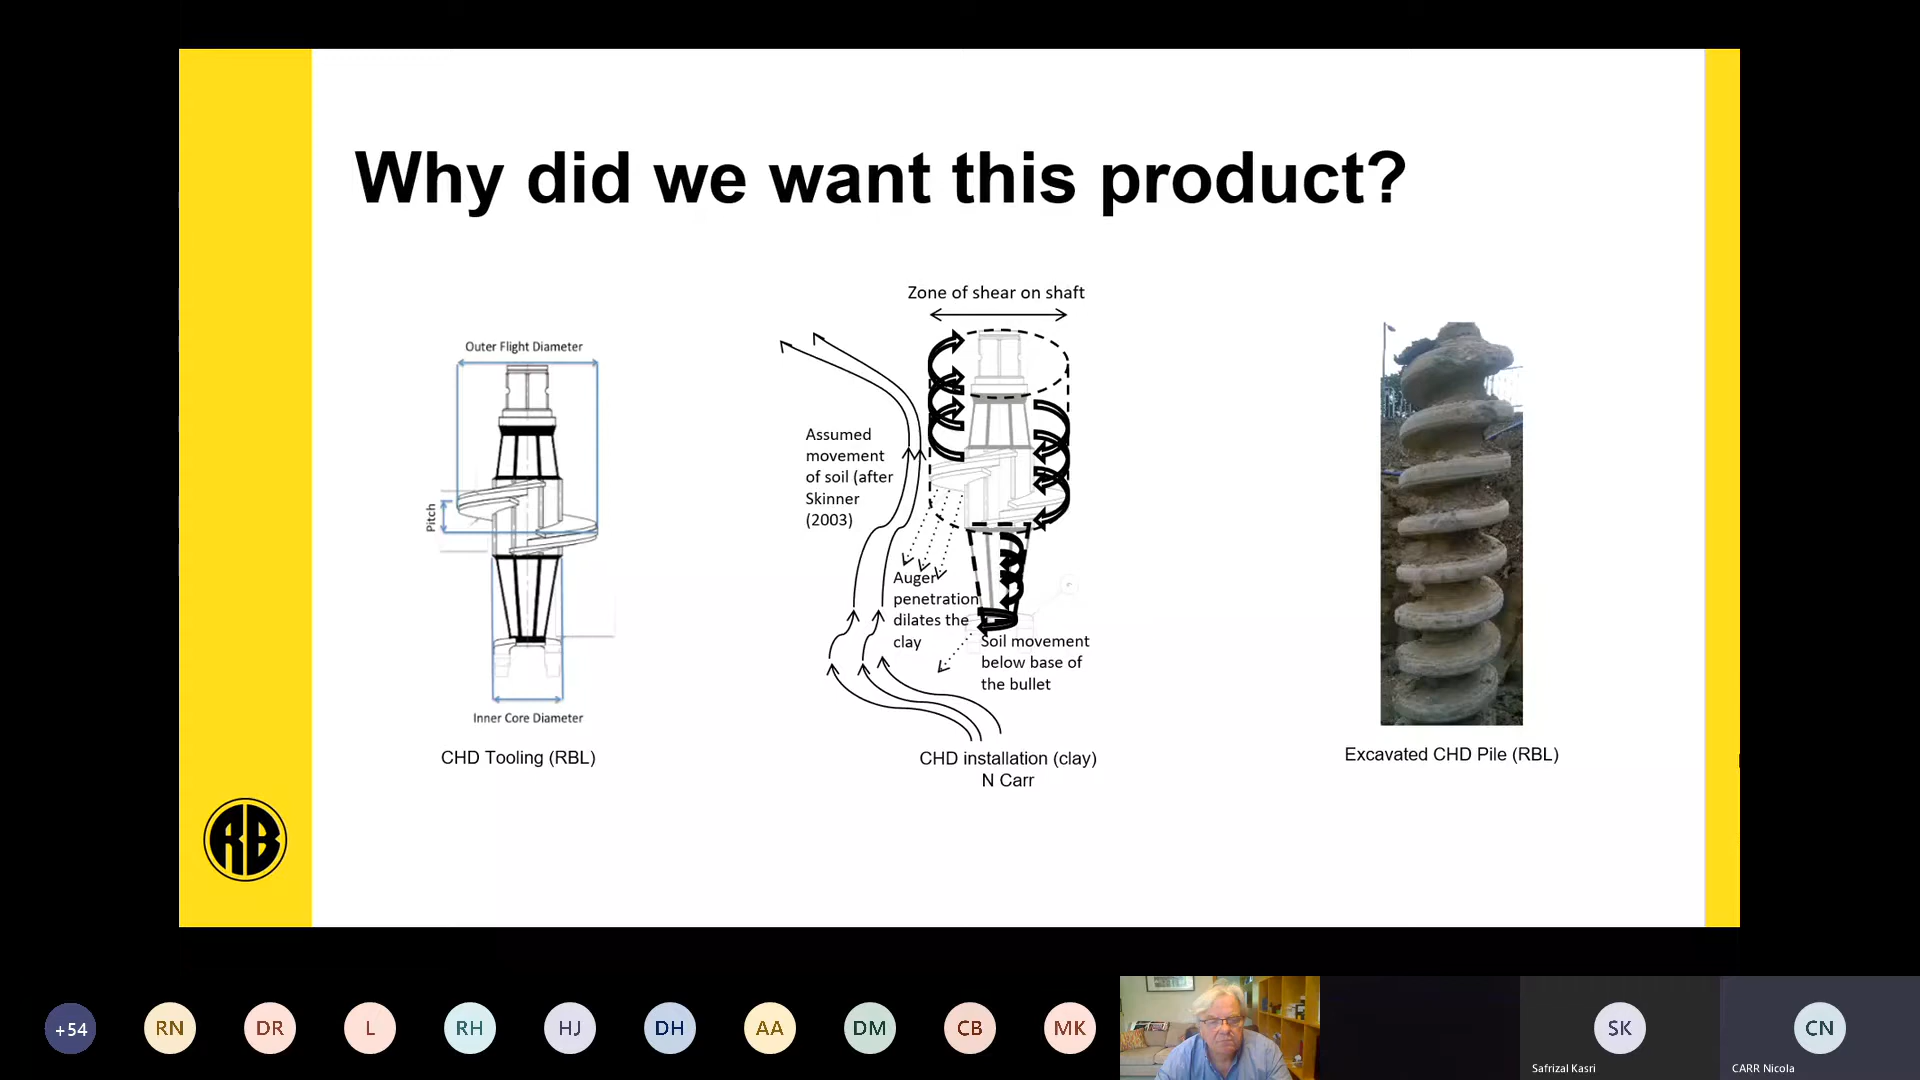 Why did we want this product?
Outer Flight Diameter
Pitch
Inner Core Diameter
CHD Tooling (RBL)
Zone of shear on shaft
Assumed
movement
of soil (after
Skinner
(2003)
Auger
penetration
dilates the
clay
Soil movement
below base of
the bullet
CHD installation (clay)
N Carr
Excavated CHD Pile (RBL)
RB
+54
RN
DR
L
RH
HJ
DH
AA
DM
CB
MK
SK
Safrizal Kasri
CN
CARR Nicola